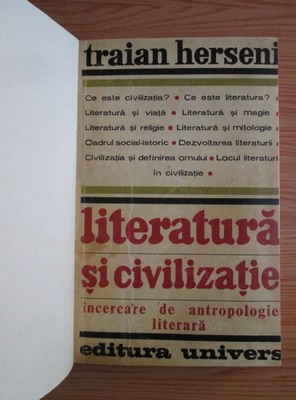 traian herseni
Ce este civilizația? • Ce este literatura? •
Literatură și viață • Literatură și magie •
Literatură și religie • Literatură și mitologie •
Cadrul social-istoric • Dezvoltarea literaturii •
Civilizația și definirea omului • Locul literaturi
în civilizație •
literatură
și civilizație
încercare de antropologie
literară
editura univers